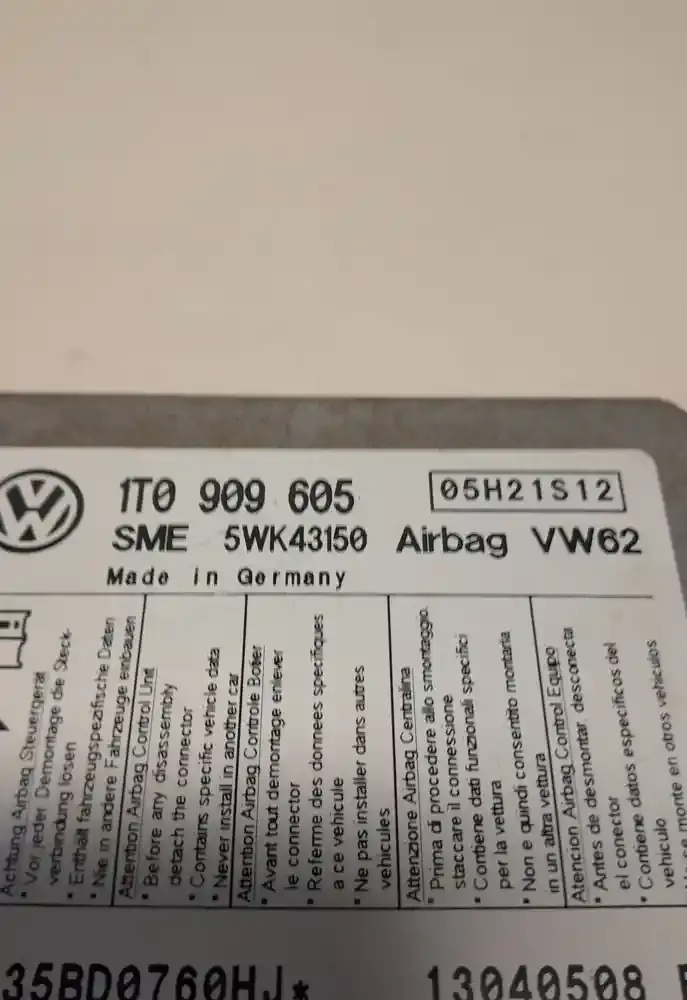 1T0 909 605 05H21S12
SME 5WK43150 Airbag VW62
Made in Germany
Achtung Airbag Steuergerat
• Vor jeder Demontage die Steck-
verbindung losen
• Enthalt fahrzeugspezifische Daten
• Nie in andere Fahrzeuge einbauen
Attention Airbag Control Unit
• Before any disassembly
detach the connector
• Contains specific vehicle data
• Never install in another car
Attention Airbag Controle Boitier
• Avant tout demontage enlever
le connector
• Referme des donnees specifiques
a ce vehicule
• Ne pas installer dans autres
vehicules
Attenzione Airbag Centralina
• Prima di procedere allo smontaggio.
staccare il connessione
• Contiene dati funzionali specifici
per la vettura
• Non e quindi consentito montaria
in un altra vettura
Atencion Airbag Control Equipo
• Antes de desmontar, desconecta
el conector
• Contiene datos especificos del
vehiculo
monte en otros vehiculos
35BD0760HJ* 13040508